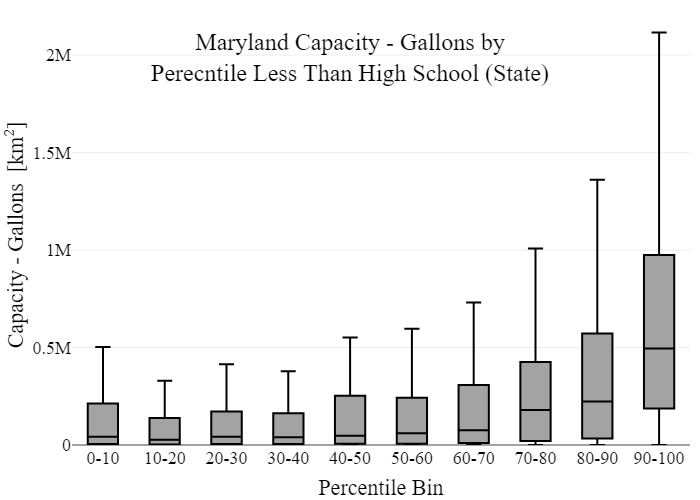 Maryland Capacity - Gallons by
Perecntile Less Than High School (State)
Capacity - Gallons [km²]
2M
1.5M
1M
0.5M
0
0-10 10-20 20-30 30-40 40-50 50-60 60-70 70-80 80-90 90-100
Percentile Bin